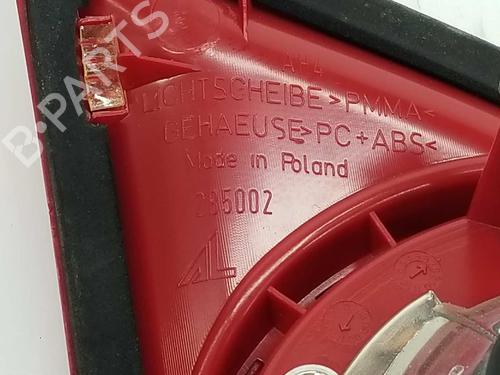 B-PARTS
LICHTSCHEIBE >PMMA<
GEHAEUSE >PC+ABS<
Made in Poland
285002
AL